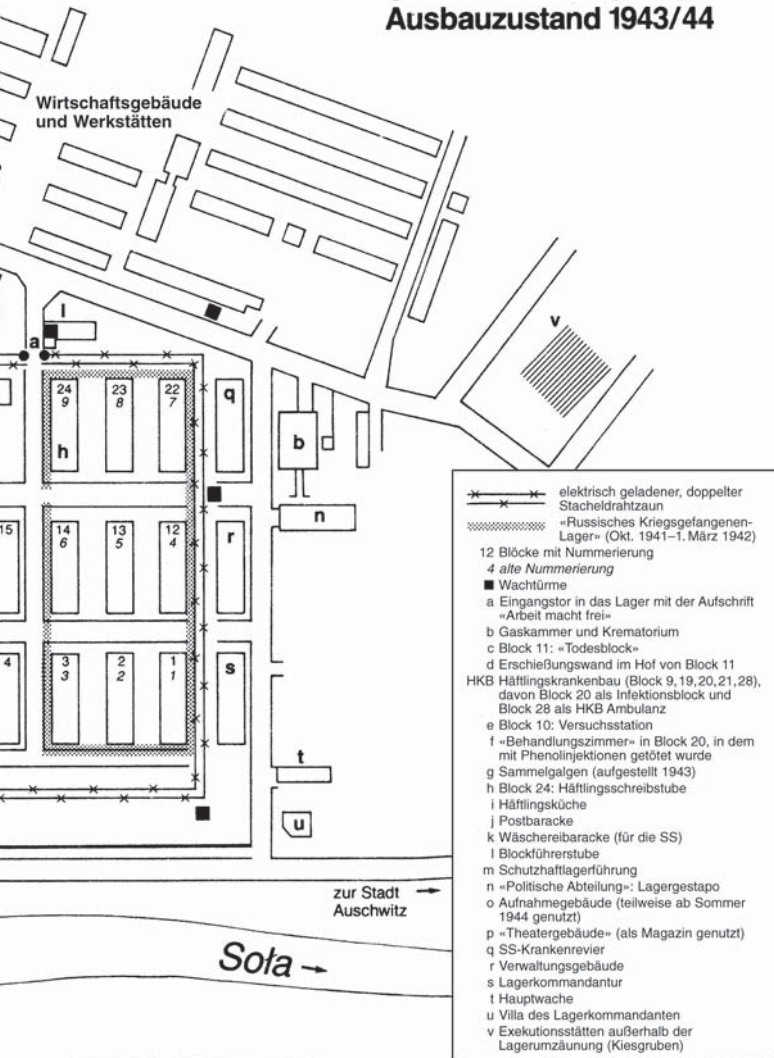 Ausbauzustand 1943/44
Wirtschaftsgebäude
und Werkstätten
l
a
v
24
9
23
8
22
7
h
q
b
n
15
14
6
13
5
12
4
r
4
3
3
2
2
1
1
s
t
u
zur Stadt
Auschwitz
Soła
elektrisch geladener, doppelter
Stacheldrahtzaun
«Russisches Kriegsgefangenen-
Lager» (Okt. 1941–1. März 1942)
12 Blöcke mit Nummerierung
4 alte Nummerierung
Wachtürme
a Eingangstor in das Lager mit der Aufschrift
«Arbeit macht frei»
b Gaskammer und Krematorium
c Block 11: «Todesblock»
d Erschießungswand im Hof von Block 11
HKB Häftlingskrankenbau (Block 9,19,20,21,28),
davon Block 20 als Infektionsblock und
Block 28 als HKB Ambulanz
e Block 10: Versuchsstation
f «Behandlungszimmer» in Block 20, in dem
mit Phenolinjektionen getötet wurde
g Sammelgalgen (aufgestellt 1943)
h Block 24: Häftlingsschreibstube
i Häftlingsküche
j Postbaracke
k Wäschereibaracke (für die SS)
l Blockführerstube
m Schutzhaftlagerführung
n «Politische Abteilung»: Lagergestapo
o Aufnahmegebäude (teilweise ab Sommer
1944 genutzt)
p «Theatergebäude» (als Magazin genutzt)
q SS-Krankenrevier
r Verwaltungsgebäude
s Lagerkommandantur
t Hauptwache
u Villa des Lagerkommandanten
v Exekutionsstätten außerhalb der
Lagerumzäunung (Kiesgruben)